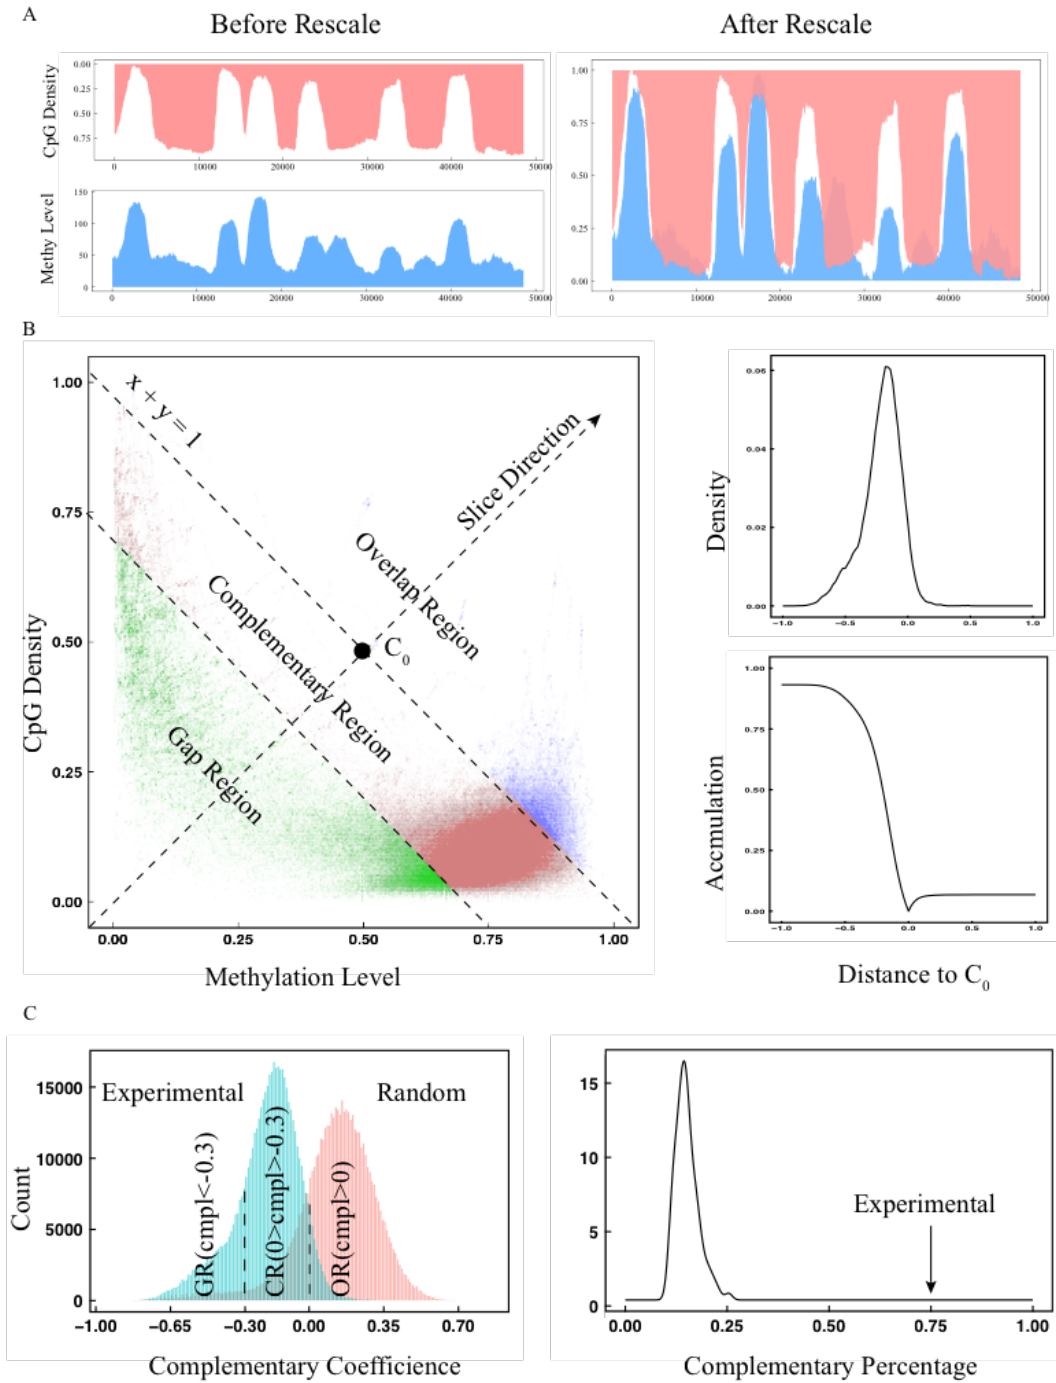 A
Before Rescale
After Rescale
CpG Density
0.00
0.25
0.50
0.75
0
10000
20000
30000
40000
50000
Methy Level
150
100
50
0
0
10000
20000
30000
40000
50000
1.00
0.75
0.50
0.25
0.00
0
10000
20000
30000
40000
50000
B
CpG Density
1.00
0.75
0.50
0.25
0.00
x + y = 1
Slice Direction
Overlap Region
Complementary Region
Gap Region
C0
0.00
0.25
0.50
0.75
1.00
Methylation Level
Density
0.06
0.04
0.02
0.00
-1.0
-0.5
0.0
0.5
1.0
Accmulation
1.00
0.75
0.50
0.25
0.00
-1.0
-0.5
0.0
0.5
1.0
Distance to C0
C
Count
15000
10000
5000
0
Experimental
Random
GR(cmpl<-0.3)
CR(0>cmpl>-0.3)
OR(cmpl>0)
-1.00
-0.65
-0.30
0.00
0.35
0.70
Complementary Coefficience
15
10
5
0
Experimental
0.00
0.25
0.50
0.75
1.00
Complementary Percentage